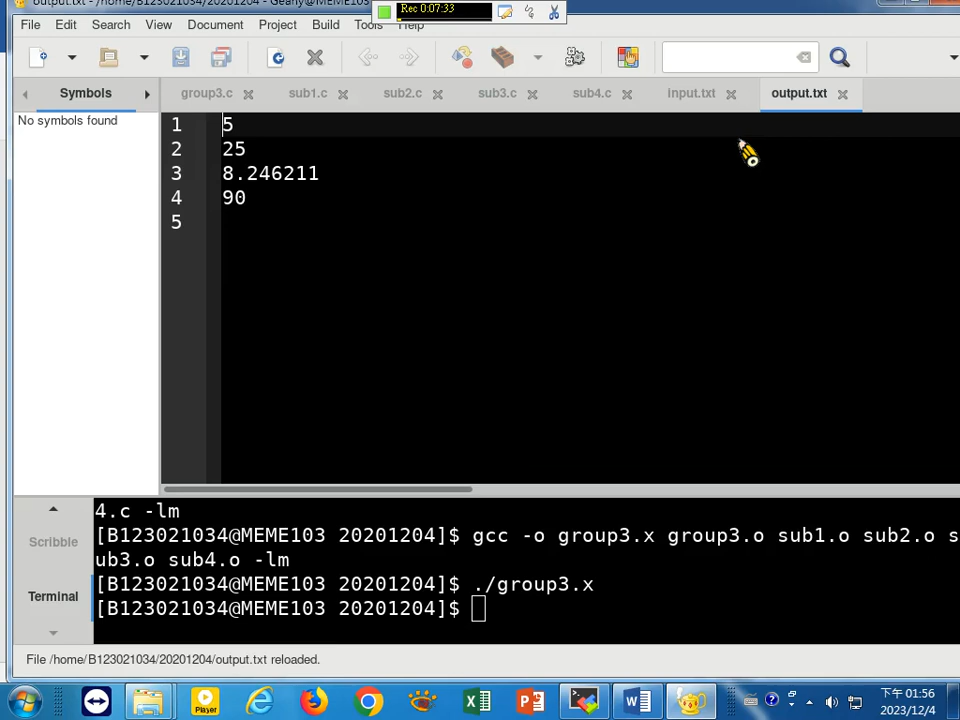 output.txt - /home/B123021034/20201204 - Geany@MEME103
Rec 0:07:33
File Edit Search View Document Project Build Tools Help
Symbols group3.c sub1.c sub2.c sub3.c sub4.c input.txt output.txt
No symbols found
1 5
2 25
3 8.246211
4 90
5
4.c -lm
[B123021034@MEME103 20201204]$ gcc -o group3.x group3.o sub1.o sub2.o s
ub3.o sub4.o -lm
[B123021034@MEME103 20201204]$ ./group3.x
[B123021034@MEME103 20201204]$
Scribble
Terminal
File /home/B123021034/20201204/output.txt reloaded.
Player
下午 01:56
2023/12/4